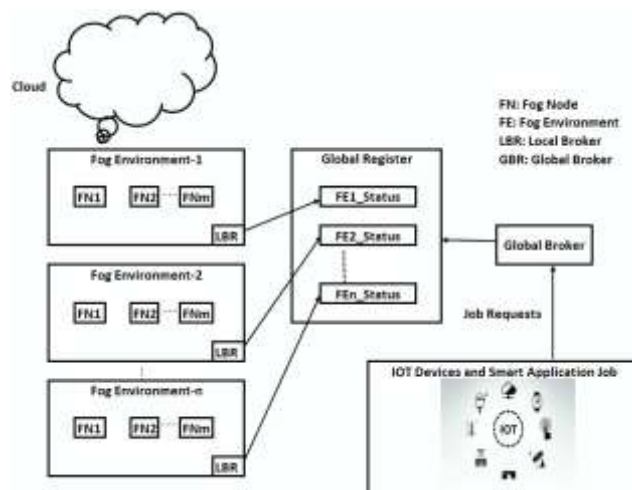 Cloud
FN: Fog Node
FE: Fog Environment
LBR: Local Broker
GBR: Global Broker
Fog Environment-1
FN1 FN2 FNm
LBR
Global Register
FE1_Status
FE2_Status
FEn_Status
Global Broker
Job Requests
Fog Environment-2
FN1 FN2 FNm
LBR
Fog Environment-n
FN1 FN2 FNm
LBR
IOT Devices and Smart Application Job
IOT